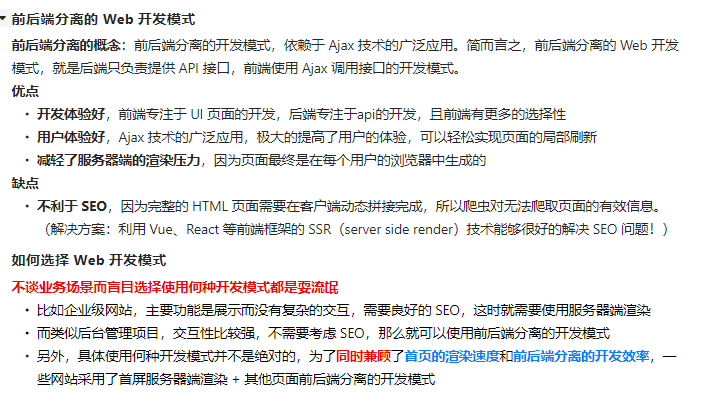 前后端分离的 Web 开发模式
前后端分离的概念：前后端分离的开发模式，依赖于 Ajax 技术的广泛应用。简而言之，前后端分离的 Web 开发
模式，就是后端只负责提供 API 接口，前端使用 Ajax 调用接口的开发模式。
优点
• 开发体验好，前端专注于 UI 页面的开发，后端专注于api的开发，且前端有更多的选择性
• 用户体验好，Ajax 技术的广泛应用，极大的提高了用户的体验，可以轻松实现页面的局部刷新
• 减轻了服务器端的渲染压力，因为页面最终是在每个用户的浏览器中生成的
缺点
• 不利于 SEO，因为完整的 HTML 页面需要在客户端动态拼接完成，所以爬虫对无法爬取页面的有效信息。
（解决方案：利用 Vue、React 等前端框架的 SSR（server side render）技术能够很好的解决 SEO 问题！）
如何选择 Web 开发模式
不谈业务场景而盲目选择使用何种开发模式都是耍流氓
• 比如企业级网站，主要功能是展示而没有复杂的交互，需要良好的 SEO，这时就需要使用服务器端渲染
• 而类似后台管理项目，交互性比较强，不需要考虑 SEO，那么就可以使用前后端分离的开发模式
• 另外，具体使用何种开发模式并不是绝对的，为了同时兼顾了首页的渲染速度和前后端分离的开发效率，一
些网站采用了首屏服务器端渲染 + 其他页面前后端分离的开发模式